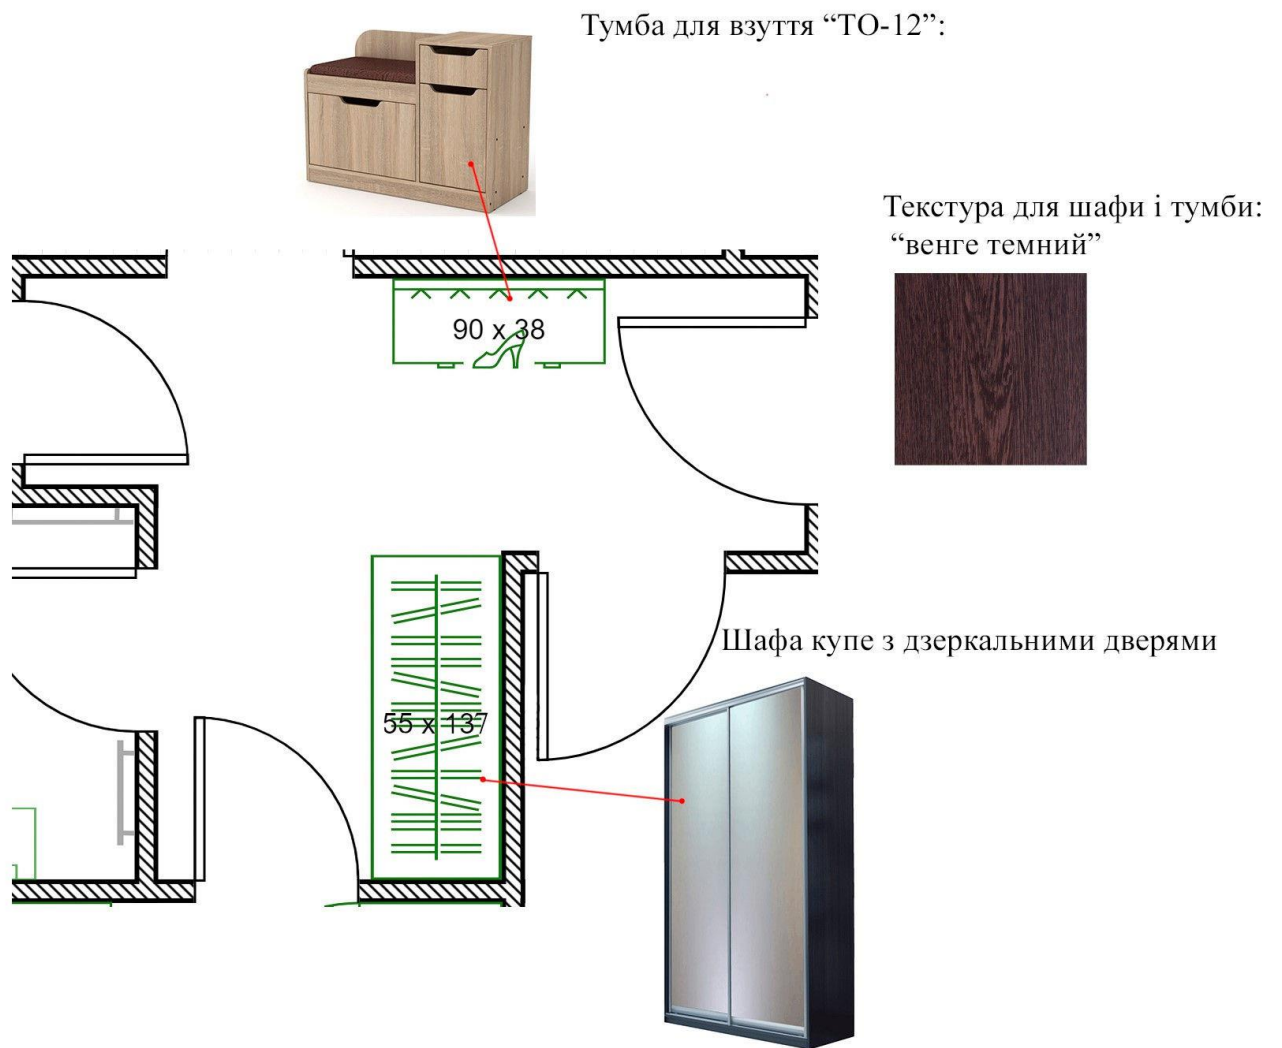 Тумба для взуття “ТО-12”:
Текстура для шафи і тумби:
“венге темний”
90 x 38
Шафа купе з дзеркальними дверями
55 x 137